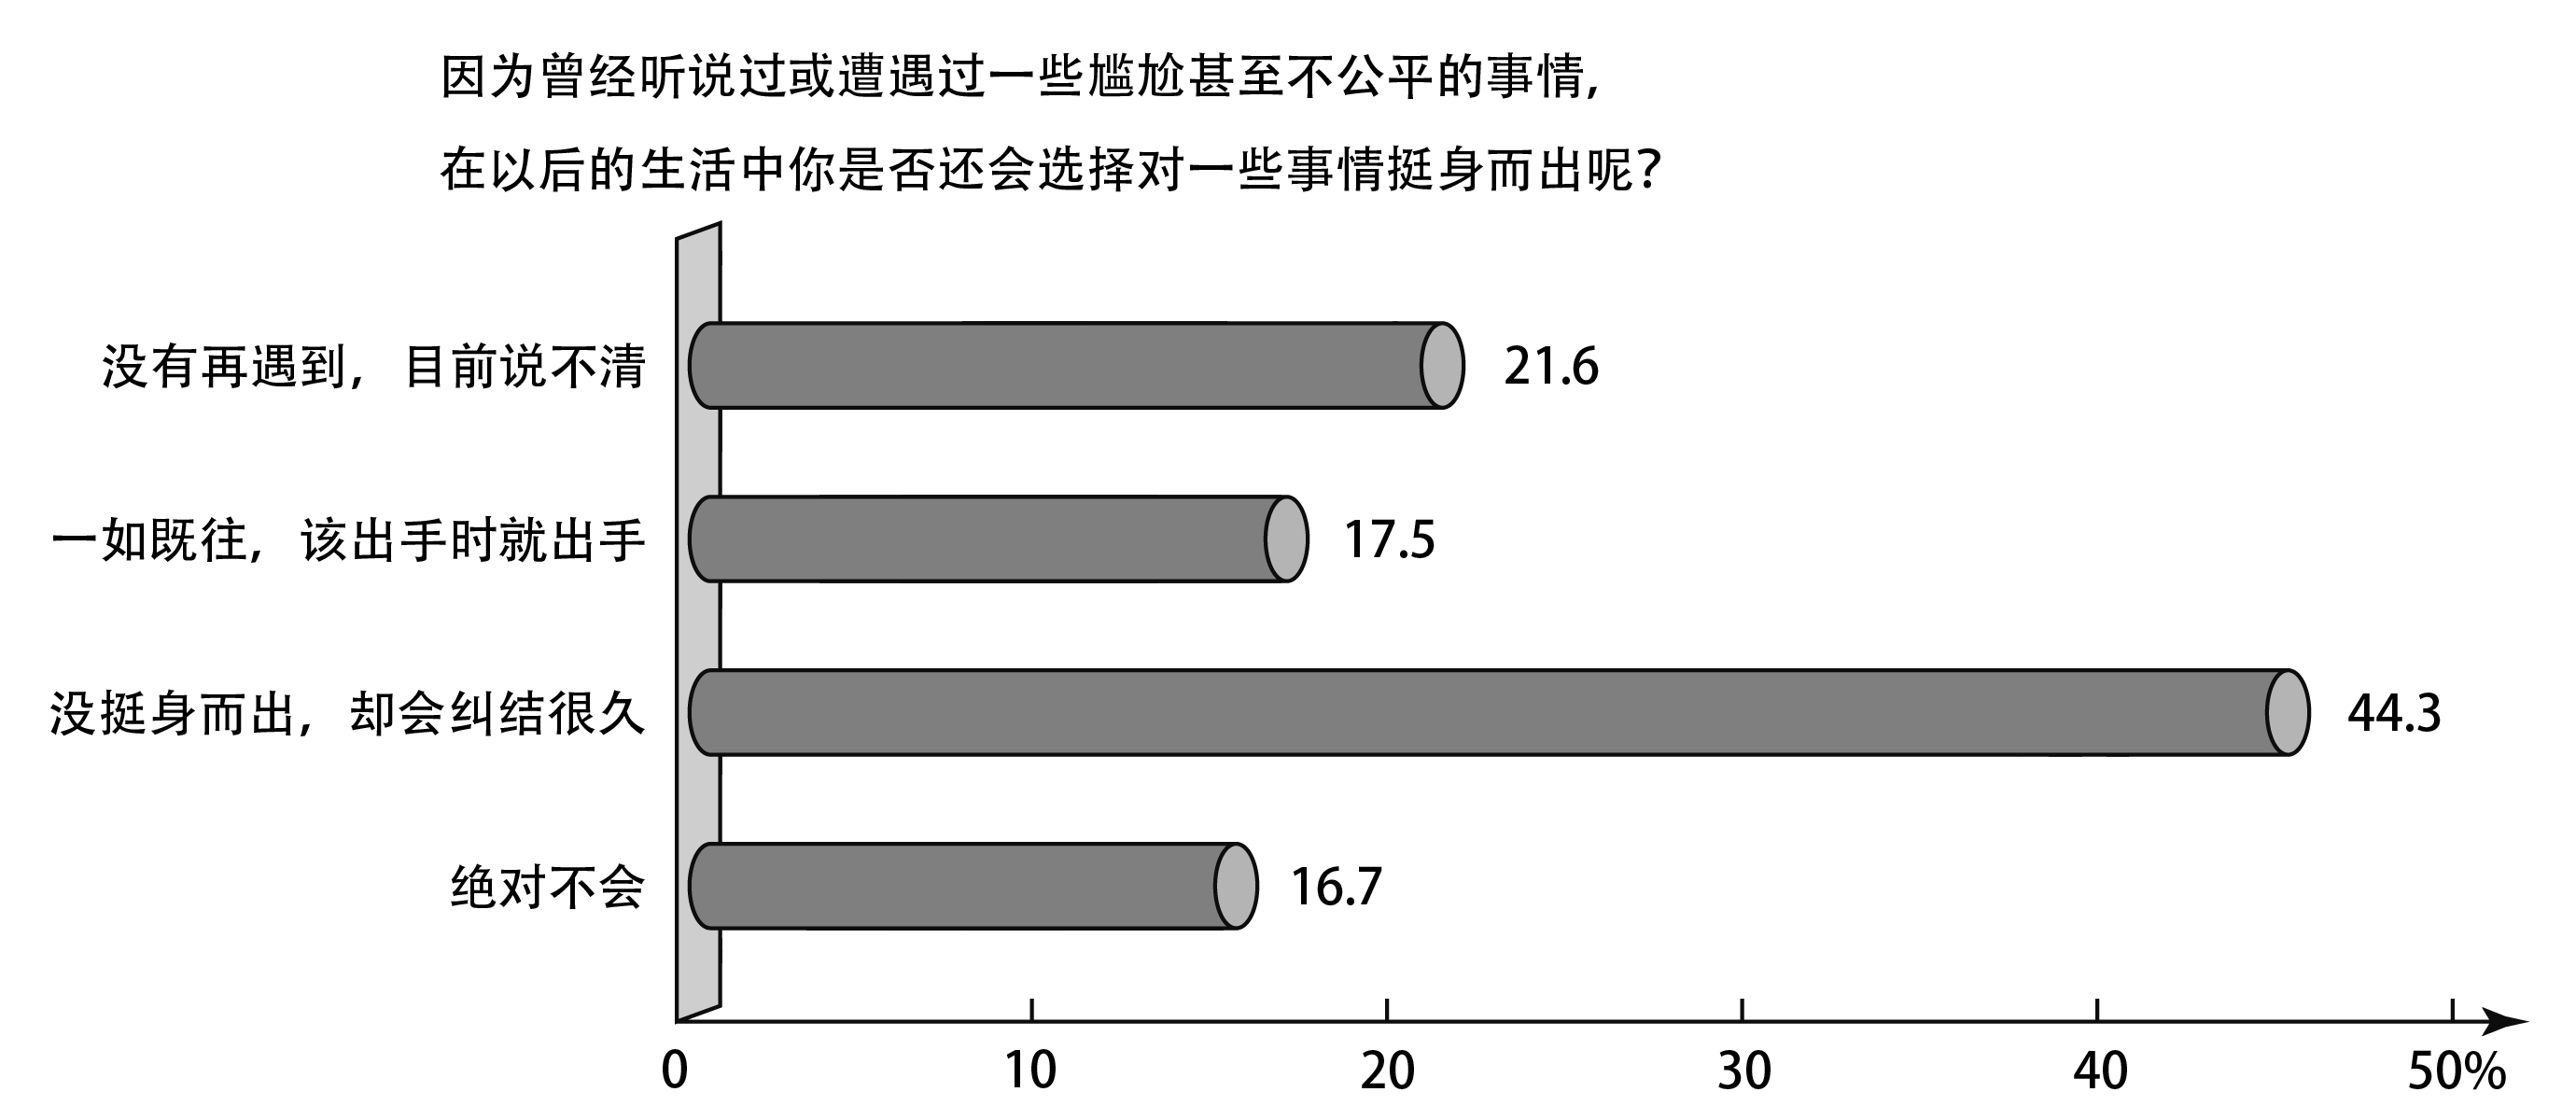 因为曾经听说过或遭遇过一些尴尬甚至不公平的事情,
在以后的生活中你是否还会选择对一些事情挺身而出呢?
没有再遇到，目前说不清 21.6
一如既往，该出手时就出手 17.5
没挺身而出，却会纠结很久 44.3
绝对不会 16.7
0 10 20 30 40 50%